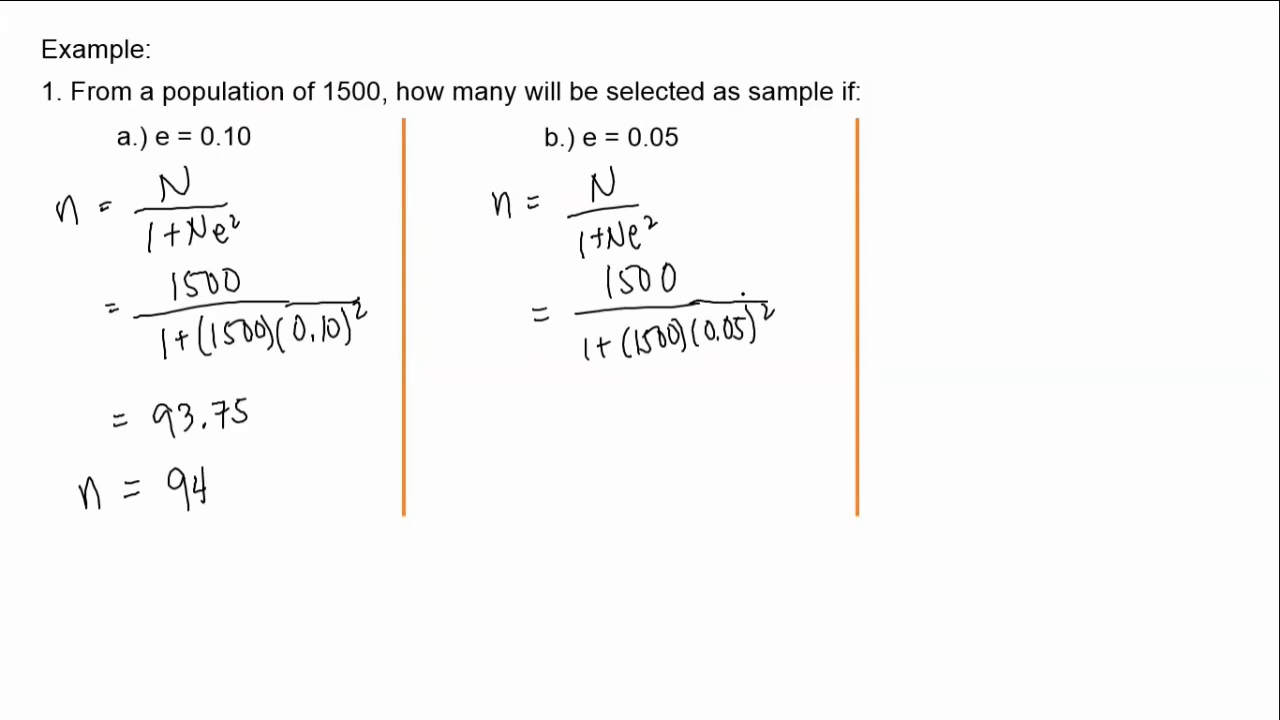 Example:
1. From a population of 1500, how many will be selected as sample if:
a.) e = 0.10
n = N / 1+Ne²
= 1500 / 1+(1500)(0.10)²
= 93.75
n = 94
b.) e = 0.05
n = N / 1+Ne²
= 1500 / 1+(1500)(0.05)²